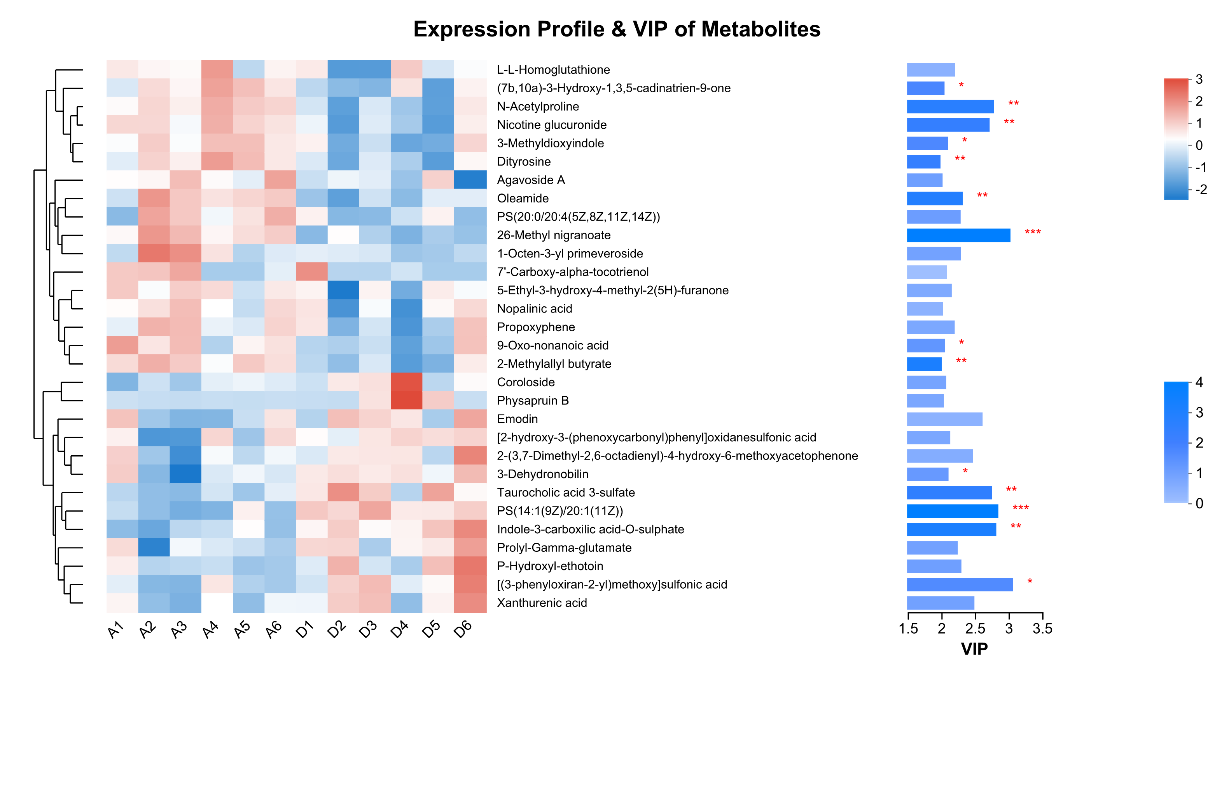 Expression Profile & VIP of Metabolites
L-L-Homoglutathione
(7b,10a)-3-Hydroxy-1,3,5-cadinatrien-9-one
*
N-Acetylproline
**
Nicotine glucuronide
**
3-Methyldioxyindole
*
Dityrosine
**
Agavoside A
Oleamide
**
PS(20:0/20:4(5Z,8Z,11Z,14Z))
26-Methyl nigranoate
***
1-Octen-3-yl primeveroside
7'-Carboxy-alpha-tocotrienol
5-Ethyl-3-hydroxy-4-methyl-2(5H)-furanone
Nopalinic acid
Propoxyphene
9-Oxo-nonanoic acid
*
2-Methylallyl butyrate
**
Coroloside
Physapruin B
Emodin
[2-hydroxy-3-(phenoxycarbonyl)phenyl]oxidanesulfonic acid
2-(3,7-Dimethyl-2,6-octadienyl)-4-hydroxy-6-methoxyacetophenone
3-Dehydronobilin
*
Taurocholic acid 3-sulfate
**
PS(14:1(9Z)/20:1(11Z))
***
Indole-3-carboxilic acid-O-sulphate
**
Prolyl-Gamma-glutamate
P-Hydroxyl-ethotoin
[(3-phenyloxiran-2-yl)methoxy]sulfonic acid
*
Xanthurenic acid
A1 A2 A3 A4 A5 A6 D1 D2 D3 D4 D5 D6
1.5 2 2.5 3 3.5
VIP
3
2
1
0
-1
-2
4
3
2
1
0